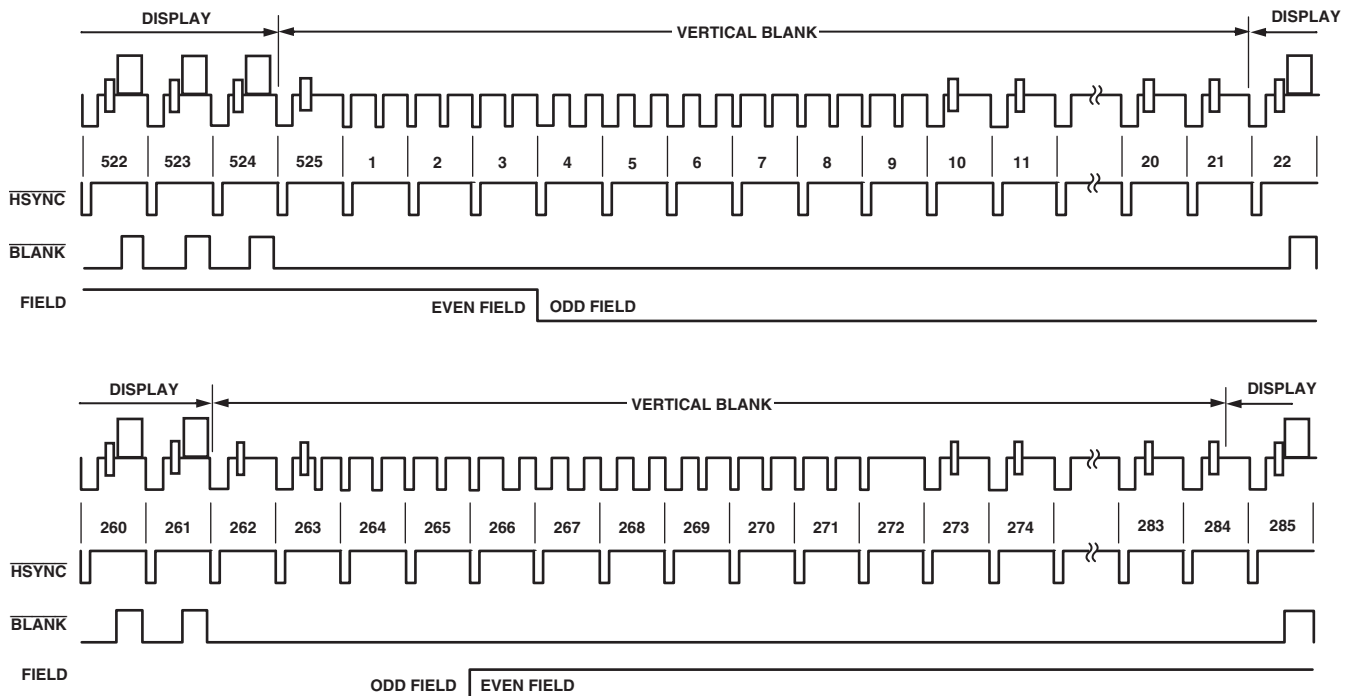 DISPLAY VERTICAL BLANK DISPLAY
522 523 524 525 1 2 3 4 5 6 7 8 9 10 11 20 21 22
HSYNC
BLANK
FIELD EVEN FIELD ODD FIELD
DISPLAY VERTICAL BLANK DISPLAY
260 261 262 263 264 265 266 267 268 269 270 271 272 273 274 283 284 285
HSYNC
BLANK
FIELD ODD FIELD EVEN FIELD